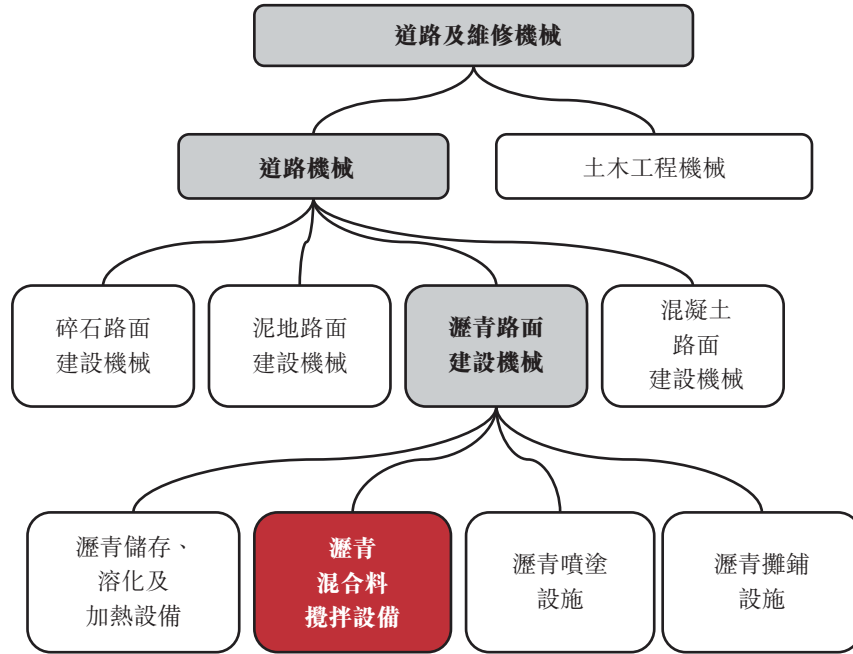 道路及維修機械
道路機械
土木工程機械
碎石路面
建設機械
泥地路面
建設機械
瀝青路面
建設機械
混凝土
路面
建設機械
瀝青儲存、
溶化及
加熱設備
瀝青
混合料
攪拌設備
瀝青噴塗
設施
瀝青攤鋪
設施